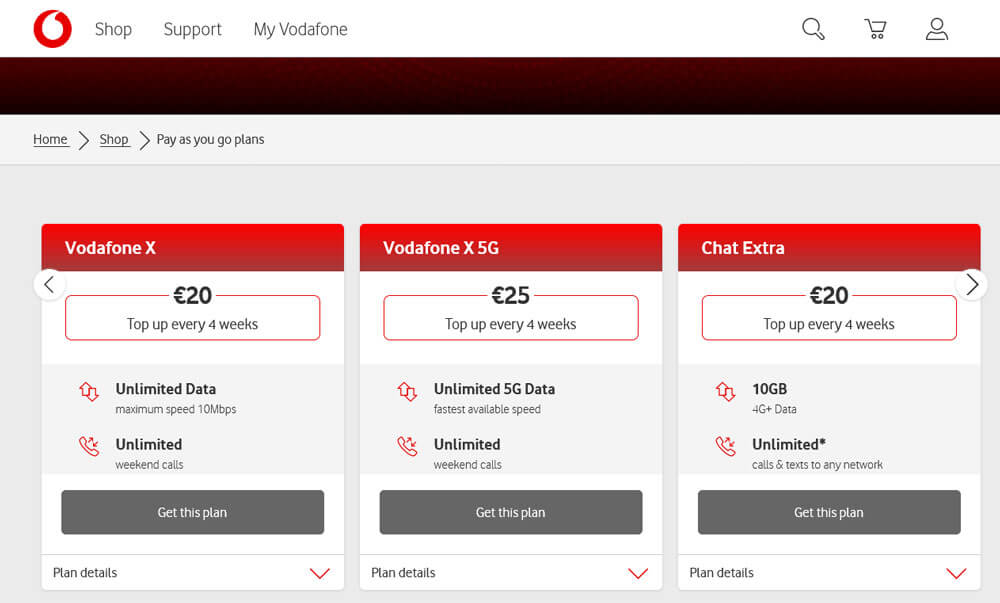 Shop Support My Vodafone
Home Shop Pay as you go plans
Vodafone X
€20
Top up every 4 weeks
Unlimited Data
maximum speed 10Mbps
Unlimited
weekend calls
Get this plan
Plan details
Vodafone X 5G
€25
Top up every 4 weeks
Unlimited 5G Data
fastest available speed
Unlimited
weekend calls
Get this plan
Plan details
Chat Extra
€20
Top up every 4 weeks
10GB
4G+ Data
Unlimited*
calls & texts to any network
Get this plan
Plan details